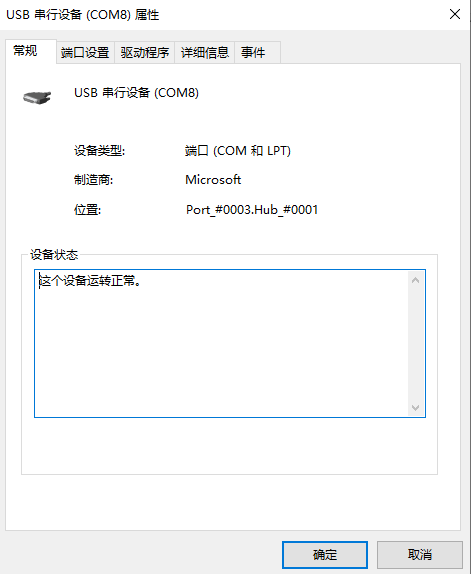 USB 串行设备 (COM8) 属性
常规 端口设置 驱动程序 详细信息 事件
USB 串行设备 (COM8)
设备类型: 端口 (COM 和 LPT)
制造商: Microsoft
位置: Port_#0003.Hub_#0001
设备状态
这个设备运转正常。
确定 取消